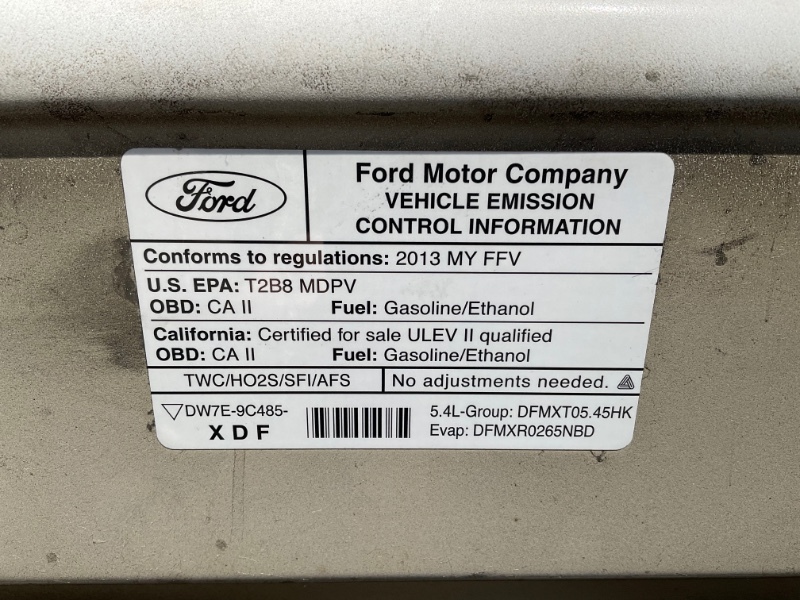 Ford
Ford Motor Company
VEHICLE EMISSION
CONTROL INFORMATION
Conforms to regulations: 2013 MY FFV
U.S. EPA: T2B8 MDPV
OBD: CA II Fuel: Gasoline/Ethanol
California: Certified for sale ULEV II qualified
OBD: CA II Fuel: Gasoline/Ethanol
TWC/HO2S/SFI/AFS No adjustments needed.
DW7E-9C485-
XDF
5.4L-Group: DFMXT05.45HK
Evap: DFMXR0265NBD